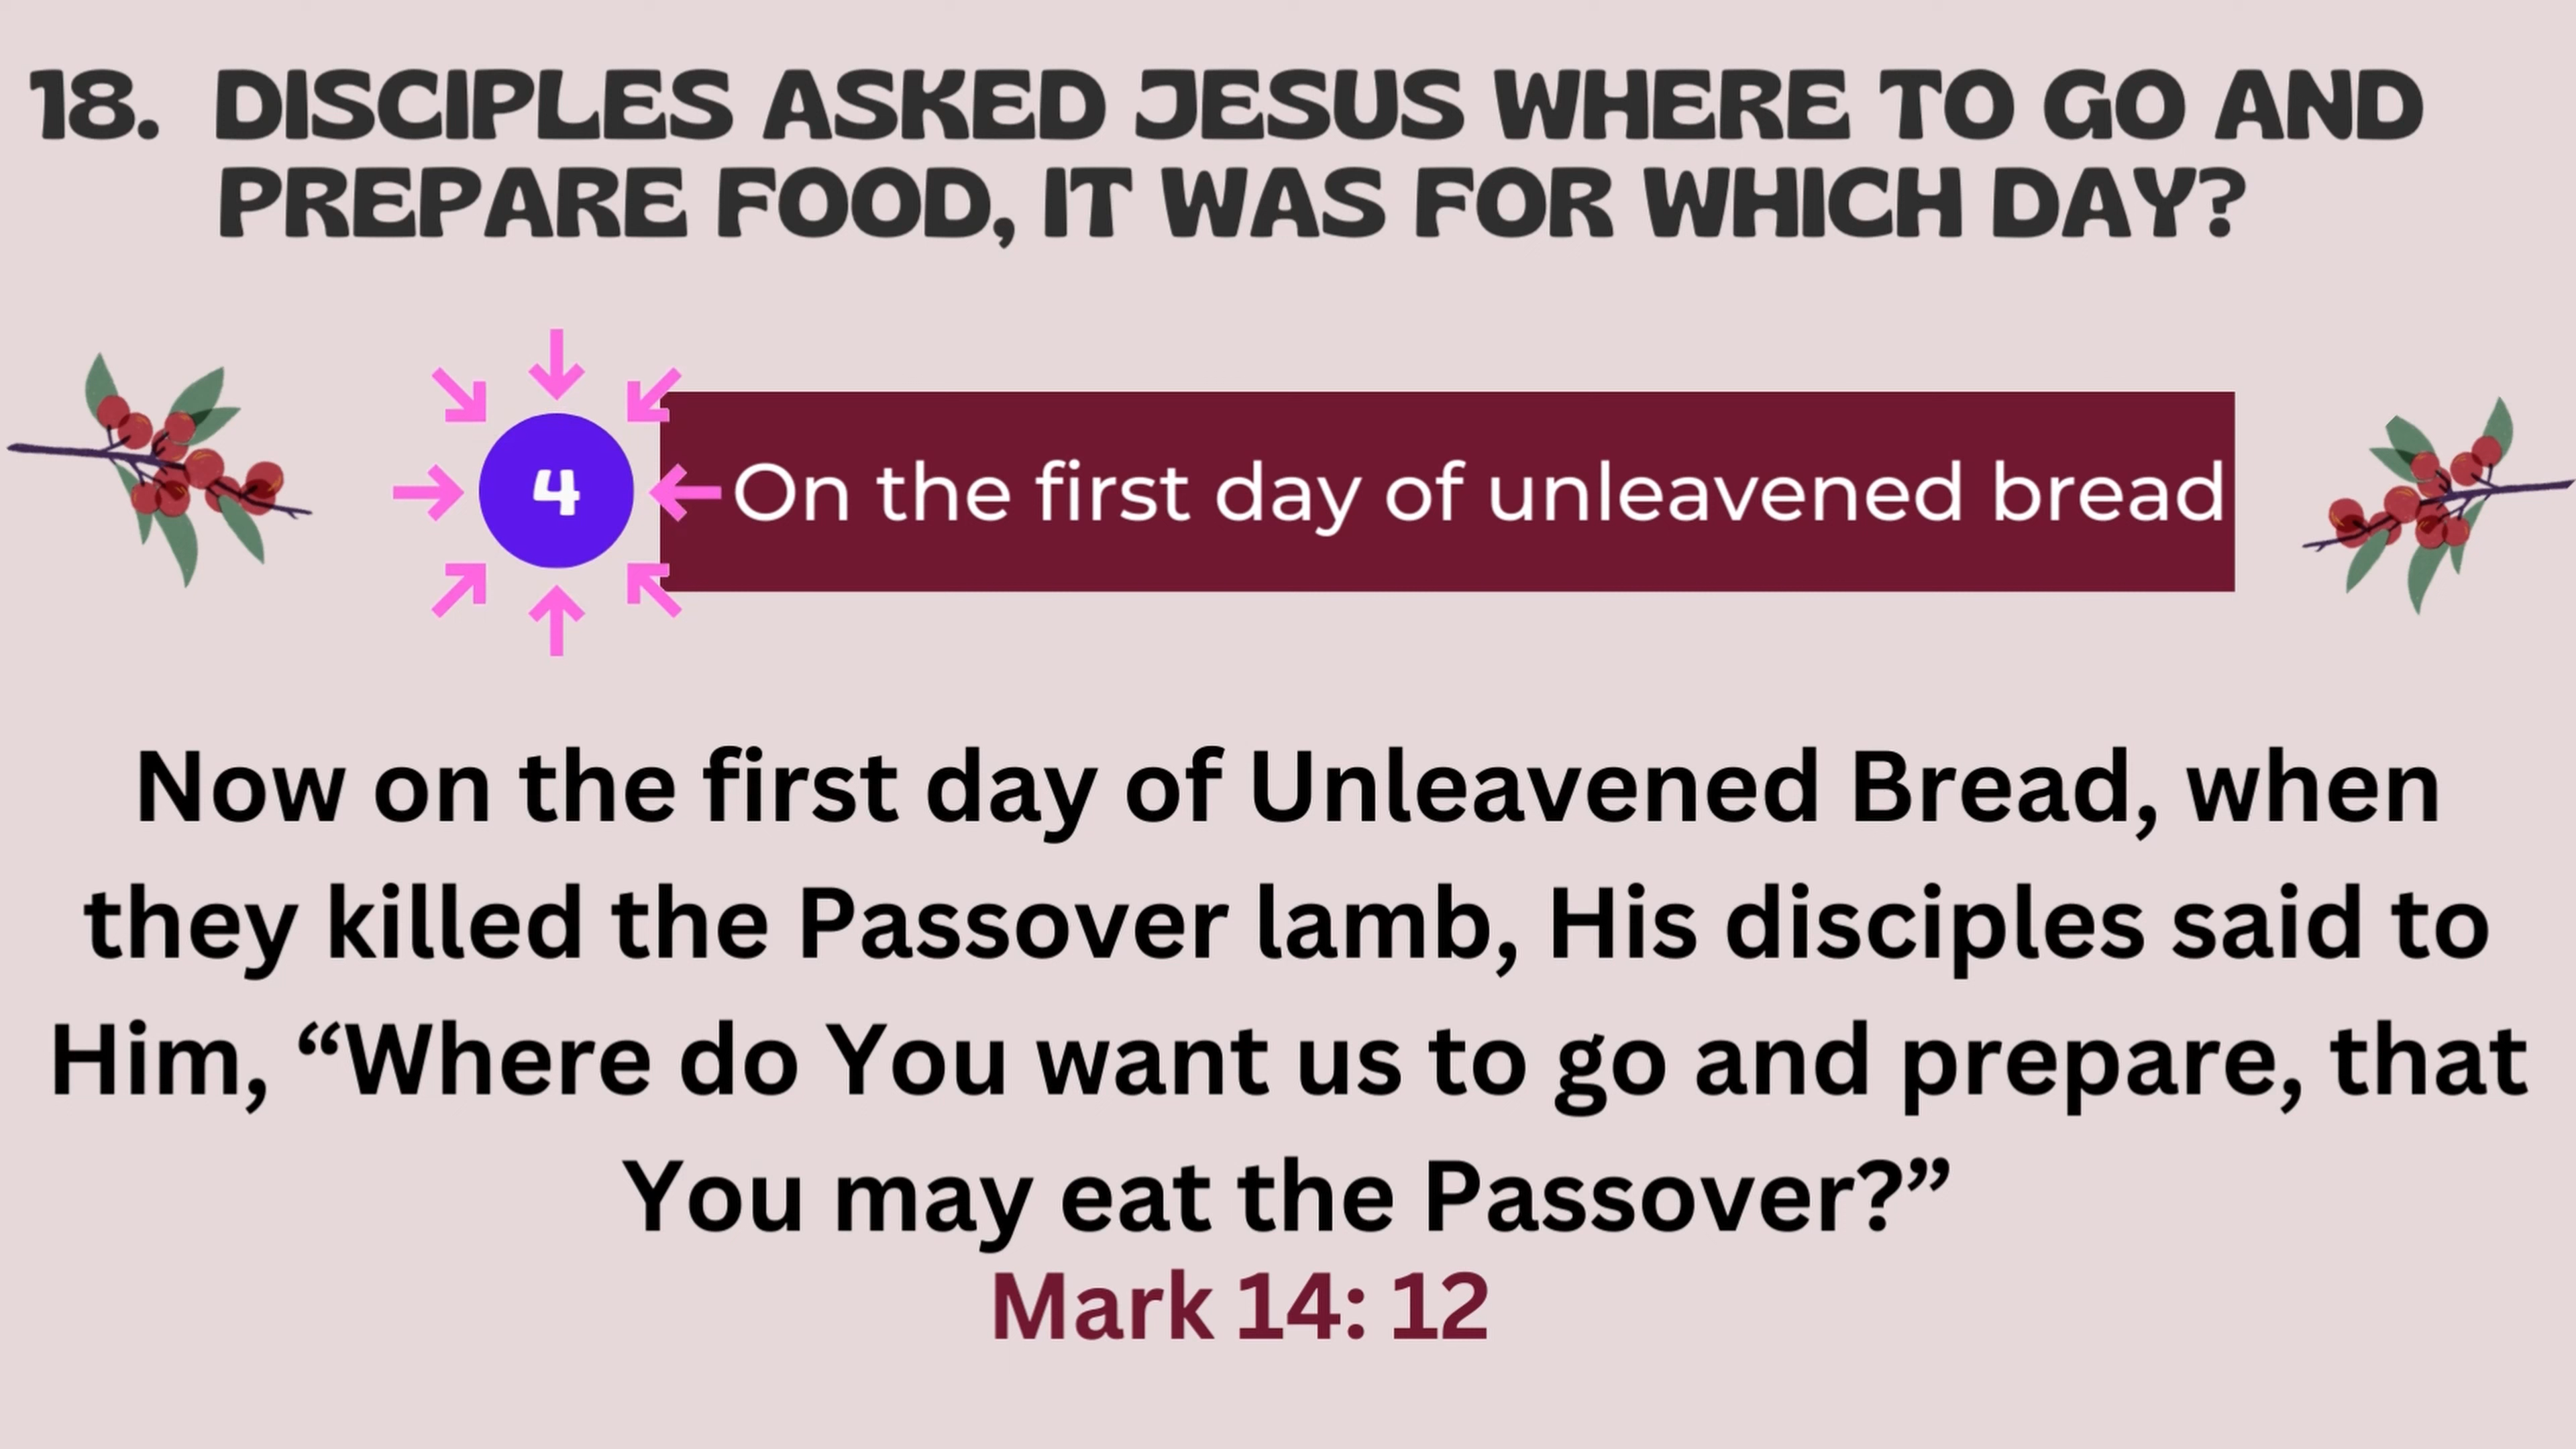 18. DISCIPLES ASKED JESUS WHERE TO GO AND
PREPARE FOOD, IT WAS FOR WHICH DAY?
4 On the first day of unleavened bread
Now on the first day of Unleavened Bread, when
they killed the Passover lamb, His disciples said to
Him, “Where do You want us to go and prepare, that
You may eat the Passover?”
Mark 14: 12